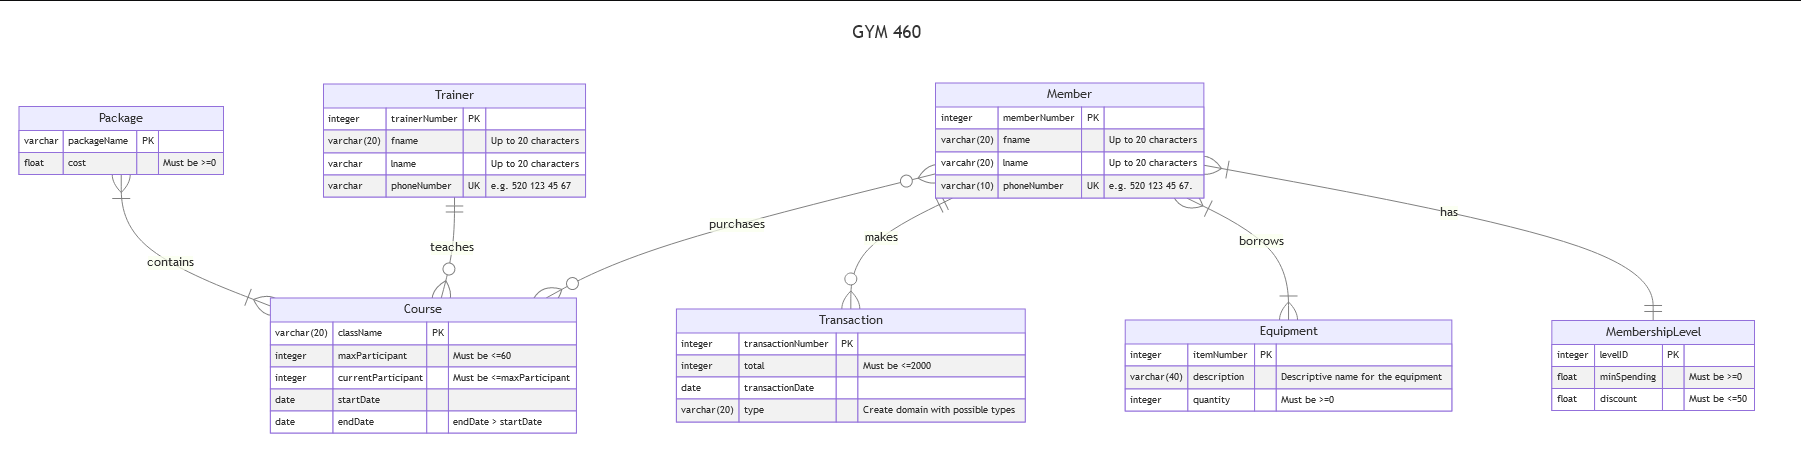 GYM 460
Package
varchar packageName PK
float cost Must be >=0
Trainer
integer trainerNumber PK
varchar(20) fname Up to 20 characters
varchar lname Up to 20 characters
varchar phoneNumber UK e.g. 520 123 45 67
Member
integer memberNumber PK
varchar(20) fname Up to 20 characters
varcahr(20) lname Up to 20 characters
varchar(10) phoneNumber UK e.g. 520 123 45 67.
contains
teaches
purchases
makes
borrows
has
Course
varchar(20) className PK
integer maxParticipant Must be <=60
integer currentParticipant Must be <=maxParticipant
date startDate
date endDate endDate > startDate
Transaction
integer transactionNumber PK
integer total Must be <=2000
date transactionDate
varchar(20) type Create domain with possible types
Equipment
integer itemNumber PK
varchar(40) description Descriptive name for the equipment
integer quantity Must be >=0
MembershipLevel
integer levelID PK
float minSpending Must be >=0
float discount Must be <=50